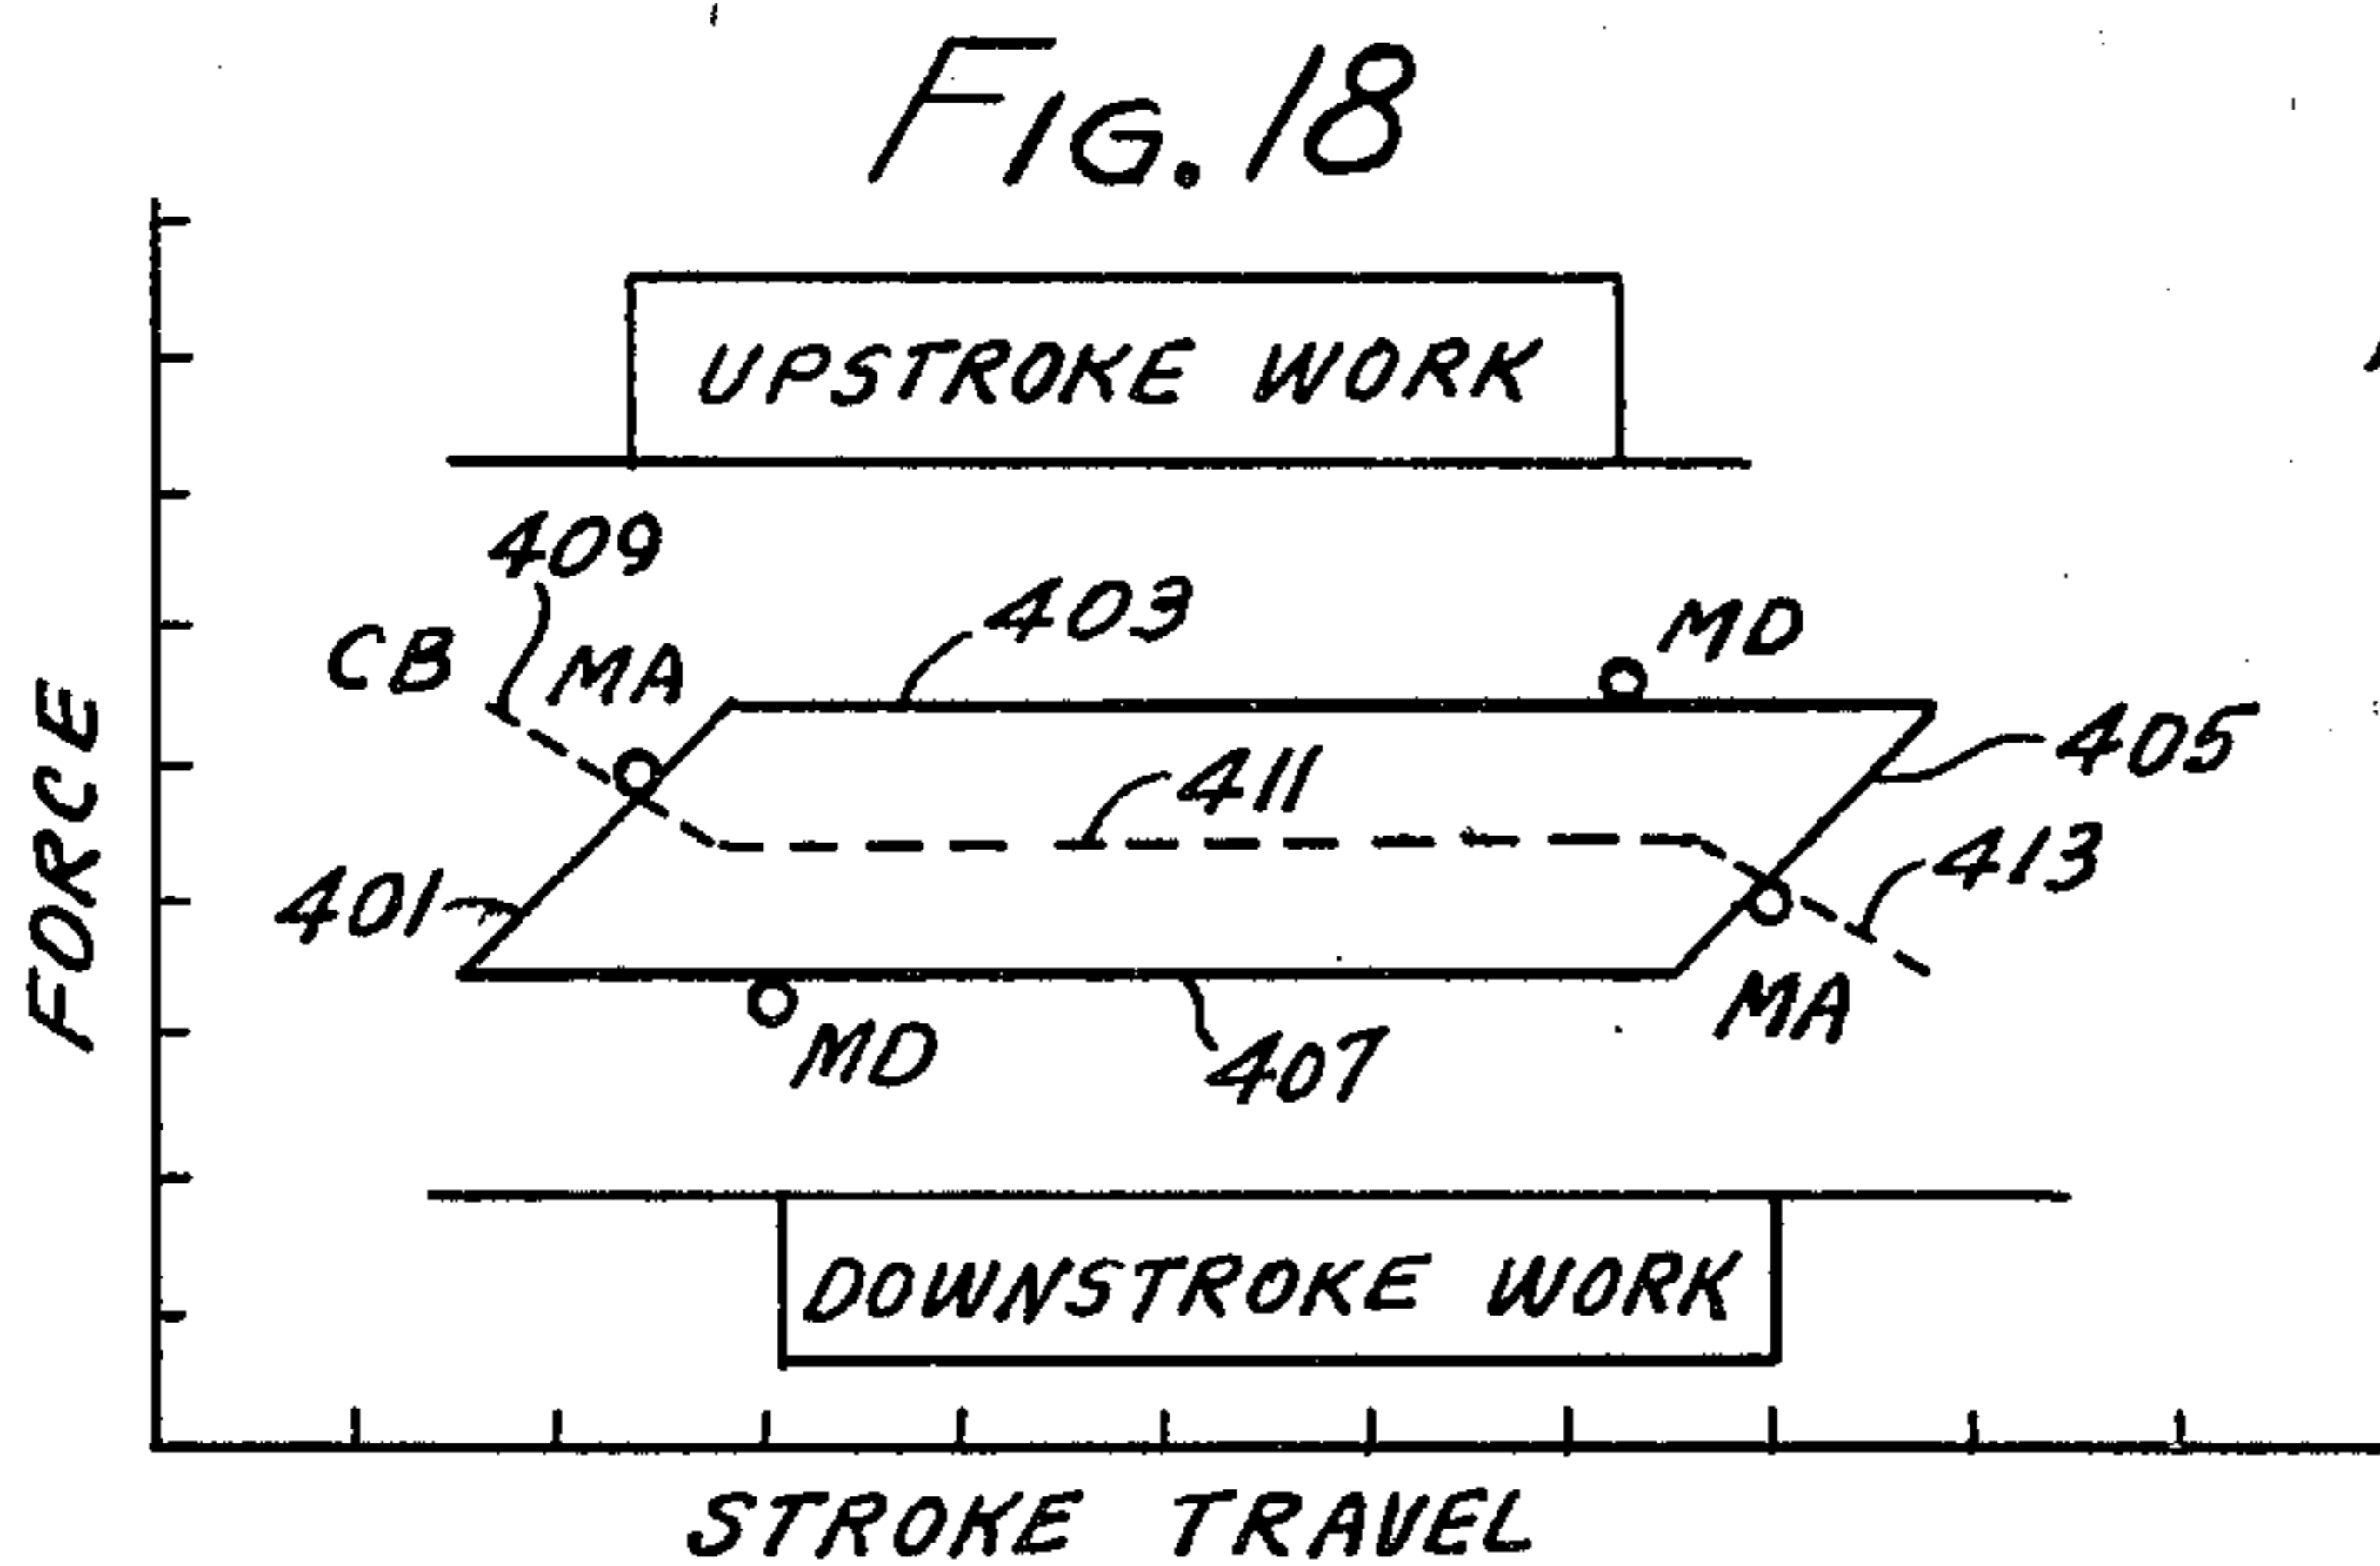 FIG. 18
UPSTROKE WORK
409
403
MD
CB
MA
405
411
413
401
MA
MD
407
FORCE
DOWNSTROKE WORK
STROKE TRAVEL